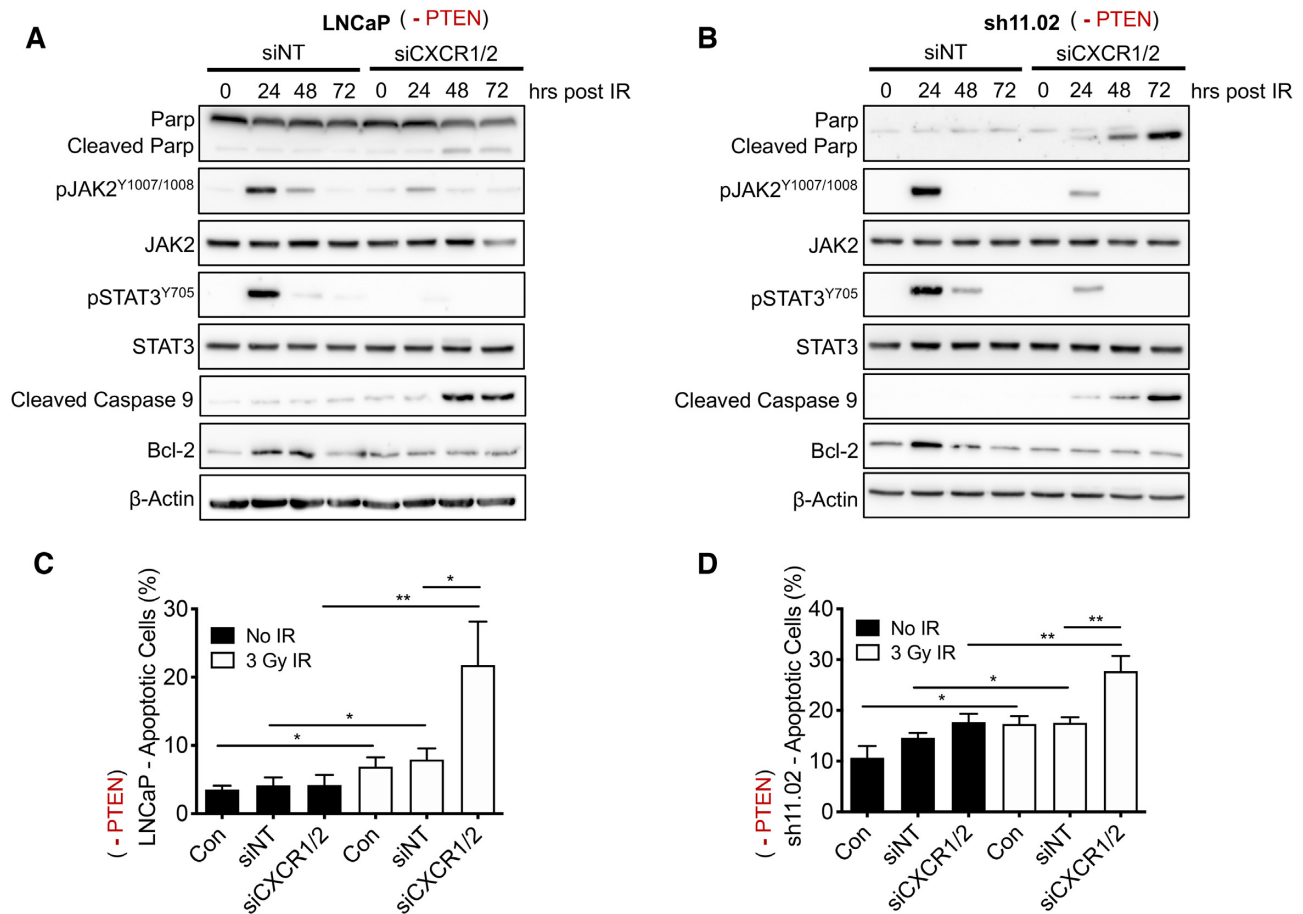 A
LNCaP ( - PTEN)
siNT siCXCR1/2
0 24 48 72 0 24 48 72 hrs post IR
Parp
Cleaved Parp
pJAK2Y1007/1008
JAK2
pSTAT3Y705
STAT3
Cleaved Caspase 9
Bcl-2
β-Actin
B
sh11.02 ( - PTEN)
siNT siCXCR1/2
0 24 48 72 0 24 48 72 hrs post IR
Parp
Cleaved Parp
pJAK2Y1007/1008
JAK2
pSTAT3Y705
STAT3
Cleaved Caspase 9
Bcl-2
β-Actin
C
( - PTEN)
LNCaP - Apoptotic Cells (%)
30
20
10
0
No IR
3 Gy IR
*
**
*
*
Con siNT siCXCR1/2 Con siNT siCXCR1/2
D
( - PTEN)
sh11.02 - Apoptotic Cells (%)
40
30
20
10
0
No IR
3 Gy IR
**
**
*
*
Con siNT siCXCR1/2 Con siNT siCXCR1/2